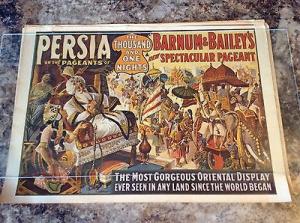 PERSIA
OR THE PAGEANTS OF
THE
THOUSAND
AND
ONE
NIGHTS
BARNUM & BAILEY'S
SPECTACULAR PAGEANT
THE MOST GORGEOUS ORIENTAL DISPLAY
EVER SEEN IN ANY LAND SINCE THE WORLD BEGAN